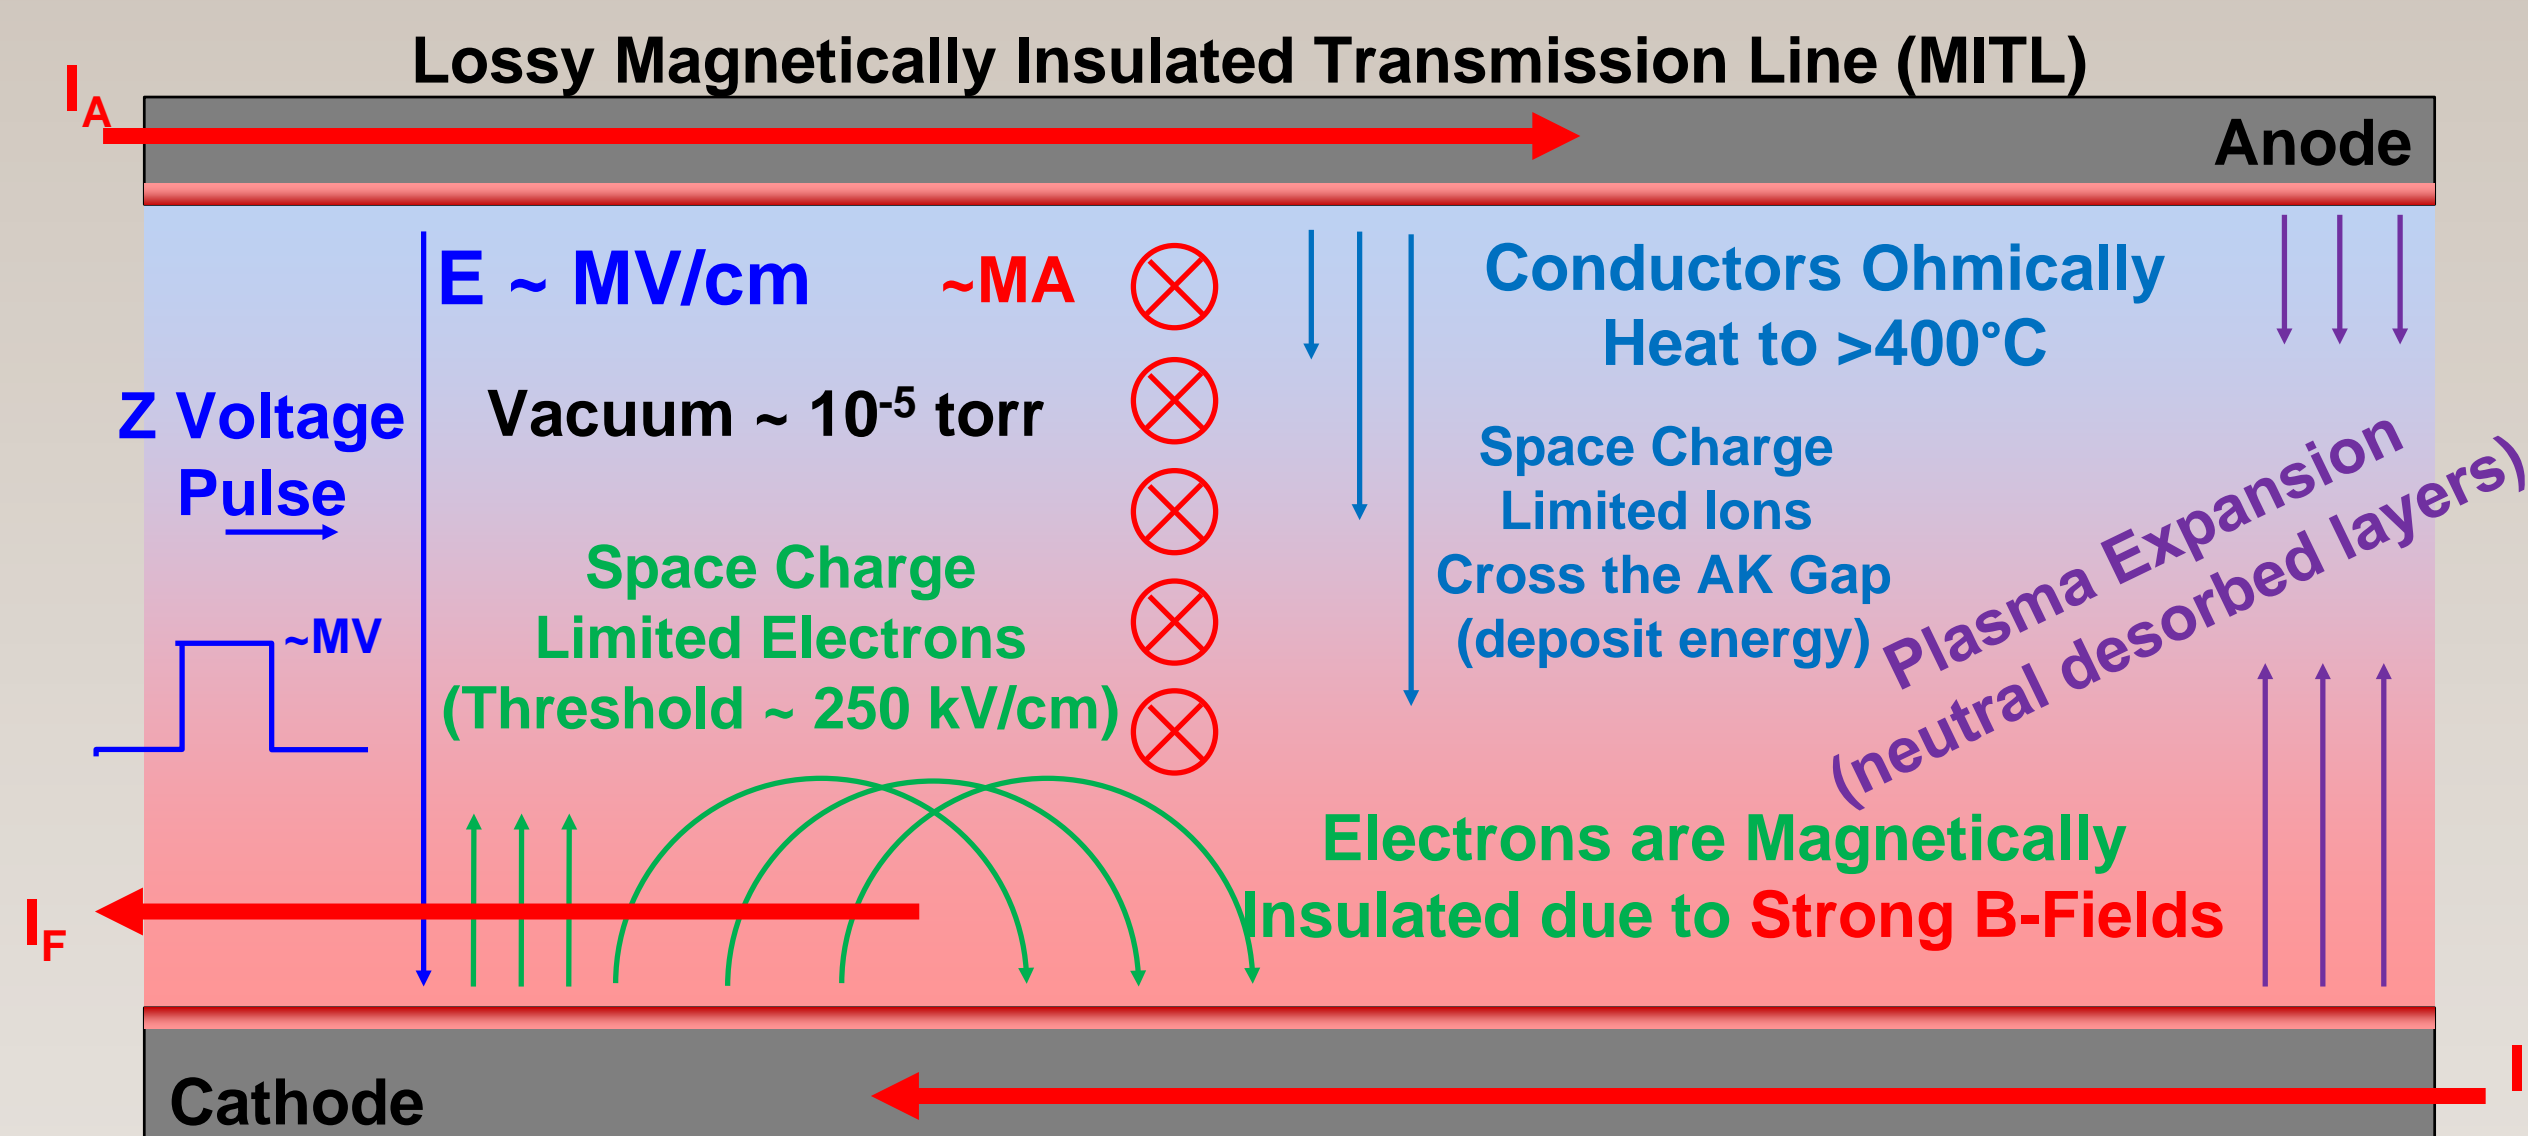 Lossy Magnetically Insulated Transmission Line (MITL)
I_A
Anode
E ~ MV/cm
~MA
Conductors Ohmically
Heat to >400°C
Vacuum ~ 10⁻⁵ torr
Z Voltage
Pulse
~MV
Space Charge
Limited Electrons
(Threshold ~ 250 kV/cm)
Space Charge
Limited Ions
Cross the AK Gap
(deposit energy)
Plasma Expansion
(neutral desorbed layers)
Electrons are Magnetically
Insulated due to Strong B-Fields
I_F
Cathode
I